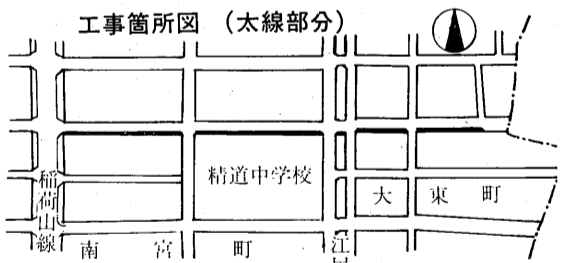 工事箇所図 (太線部分)
精道中学校
稲荷山線
大東町
南宮町
江